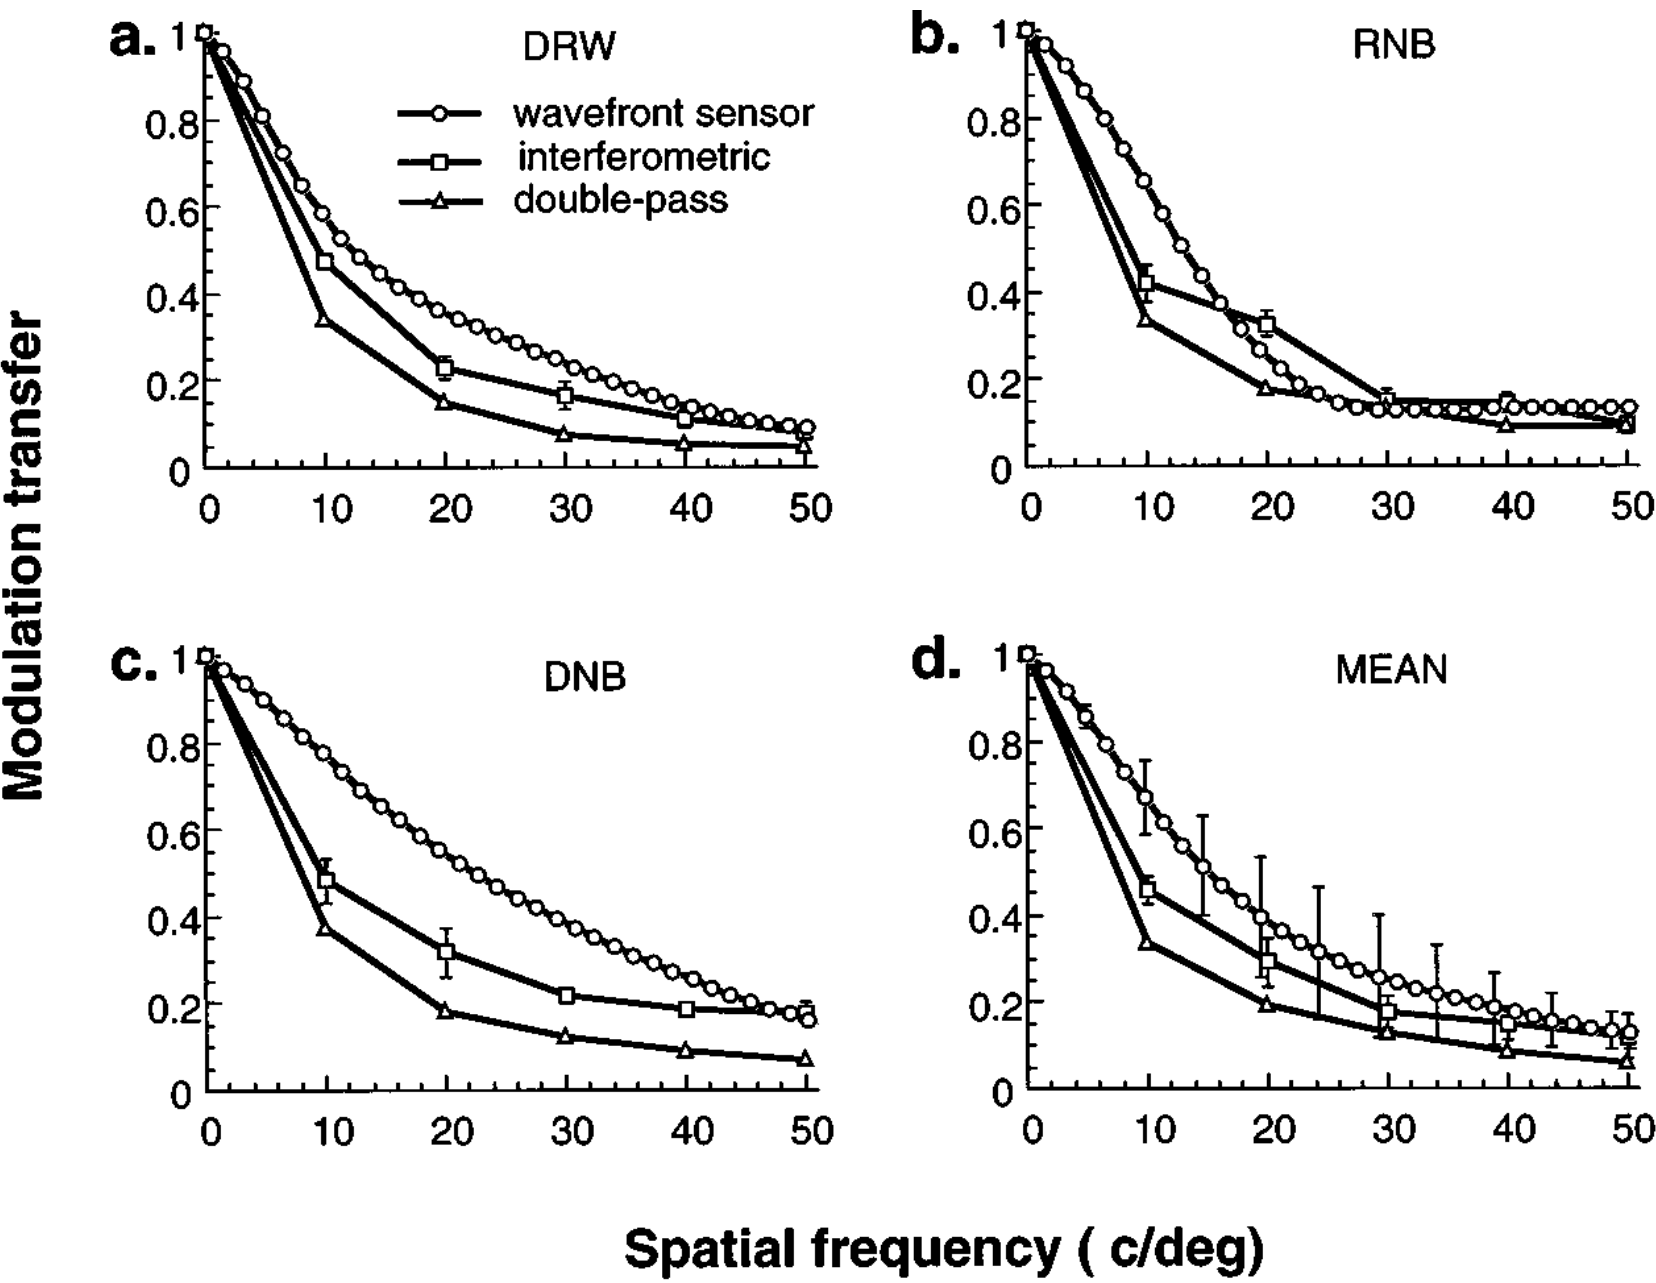 a.
DRW
1
0.8
0.6
0.4
0.2
0
0 10 20 30 40 50
wavefront sensor
interferometric
double-pass
b.
RNB
1
0.8
0.6
0.4
0.2
0
0 10 20 30 40 50
c.
DNB
1
0.8
0.6
0.4
0.2
0
0 10 20 30 40 50
d.
MEAN
1
0.8
0.6
0.4
0.2
0
0 10 20 30 40 50
Modulation transfer
Spatial frequency ( c/deg)